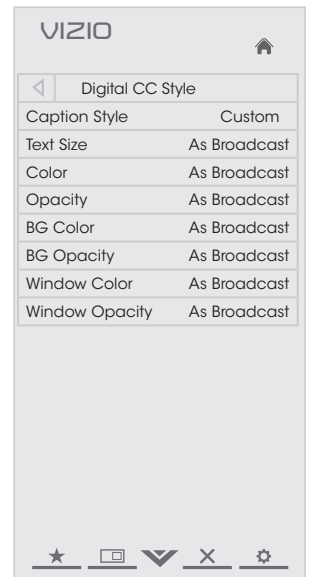 VIZIO
Digital CC Style
Caption Style Custom
Text Size As Broadcast
Color As Broadcast
Opacity As Broadcast
BG Color As Broadcast
BG Opacity As Broadcast
Window Color As Broadcast
Window Opacity As Broadcast